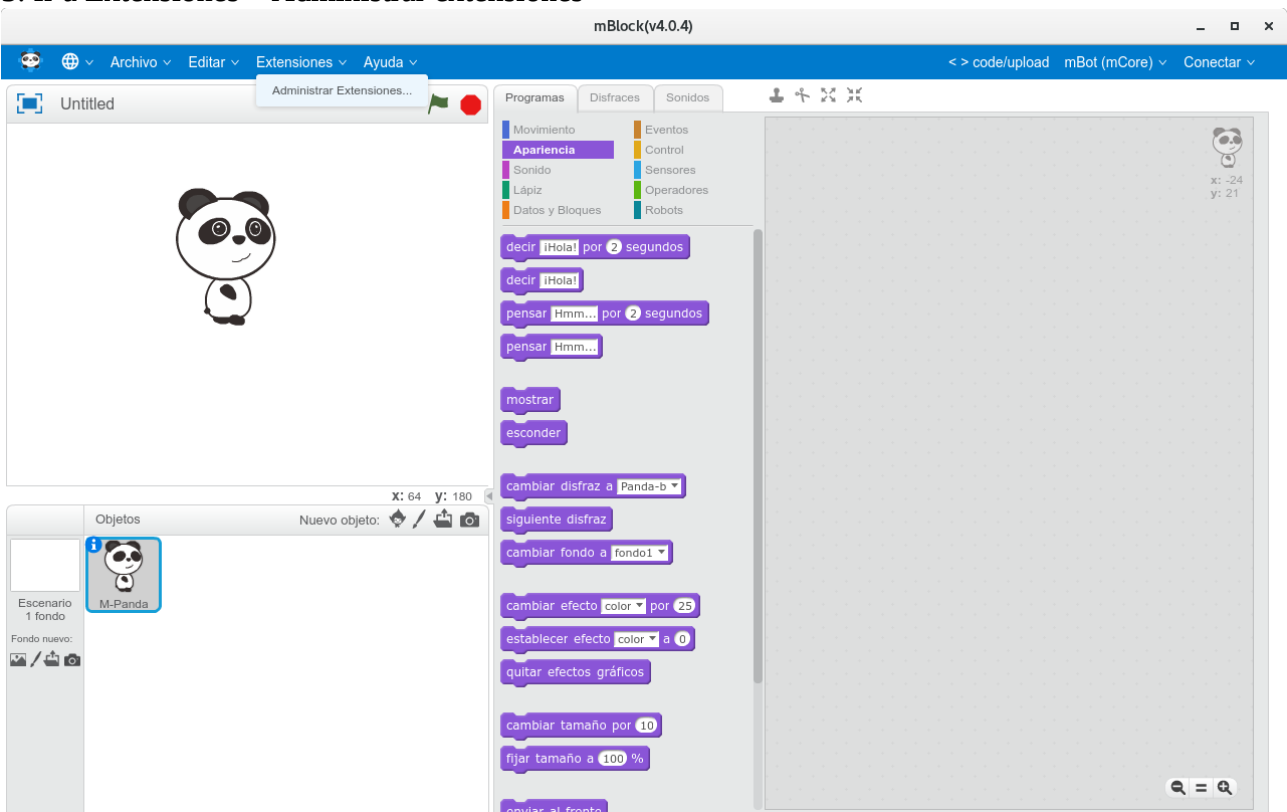 mBlock(v4.0.4)
Archivo Editar Extensiones Ayuda < > code/upload mBot (mCore) Conectar
Administrar Extensiones...
Untitled
Programas Disfraces Sonidos
Movimiento Eventos
Apariencia Control
Sonido Sensores
Lápiz Operadores
Datos y Bloques Robots
x: -24
y: 21
decir ¡Hola! por 2 segundos
decir ¡Hola!
pensar Hmm... por 2 segundos
pensar Hmm...
mostrar
esconder
cambiar disfraz a Panda-b
siguiente disfraz
cambiar fondo a fondo1
cambiar efecto color por 25
establecer efecto color a 0
quitar efectos gráficos
cambiar tamaño por 10
fijar tamaño a 100 %
enviar al frente
X: 64 y: 180
Objetos Nuevo objeto:
Escenario
1 fondo
M-Panda
Fondo nuevo: